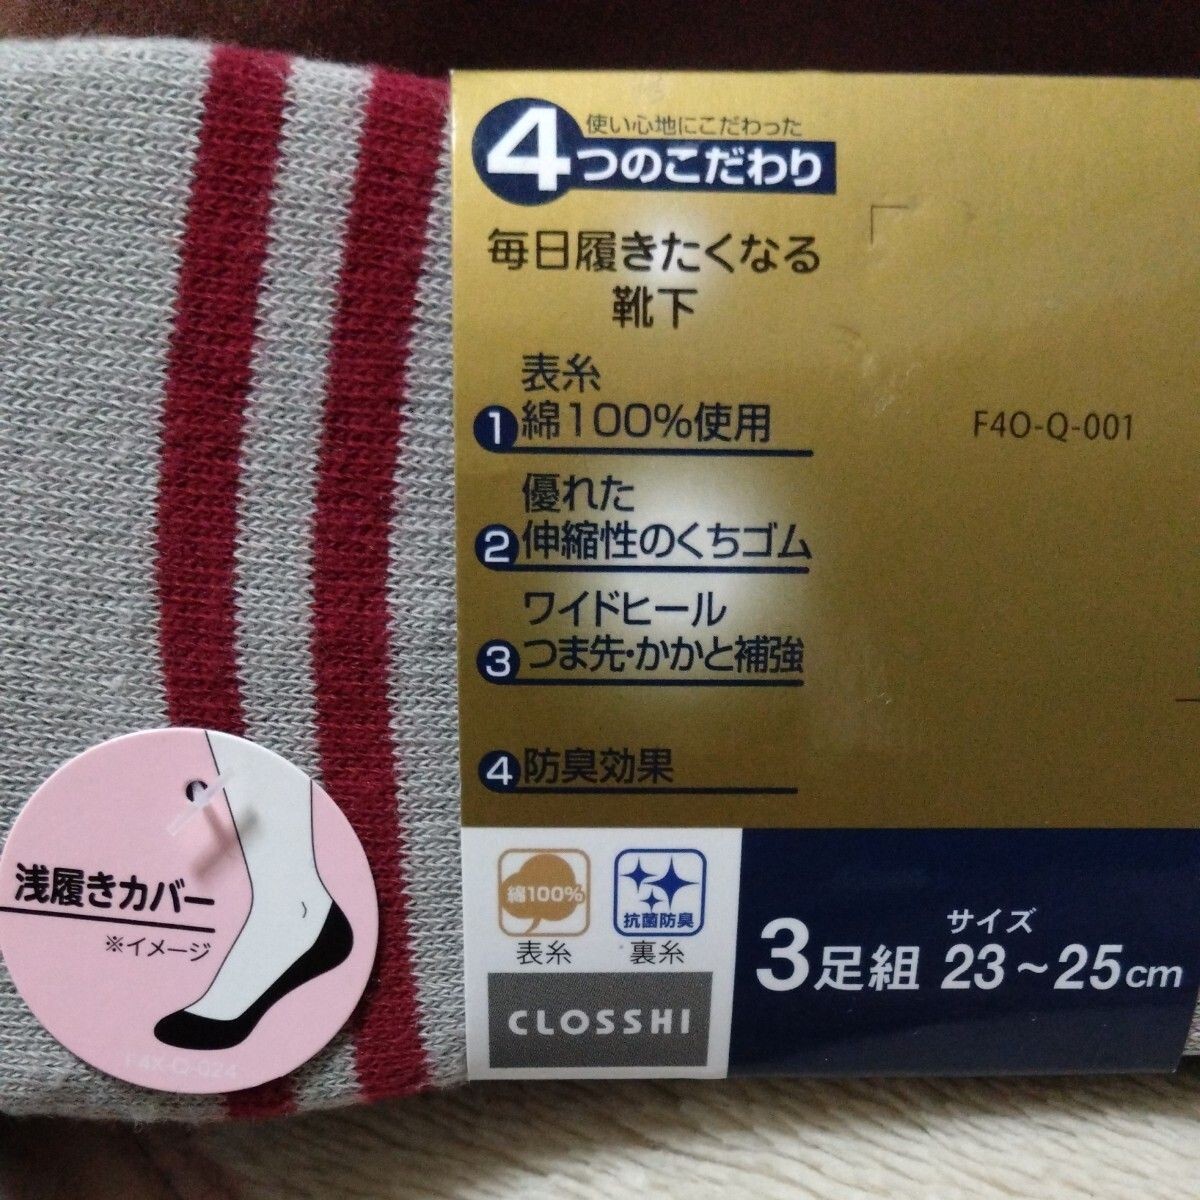 使い心地にこだわった
4つのこだわり
毎日履きたくなる
靴下
表糸
1 綿100%使用
F4O-Q-001
優れた
2 伸縮性のくちゴム
ワイドヒール
3 つま先・かかと補強
4 防臭効果
浅履きカバー
※イメージ
F4X-Q-024
綿100%
表糸
抗菌防臭
裏糸
CLOSSHI
3足組
サイズ
23~25cm